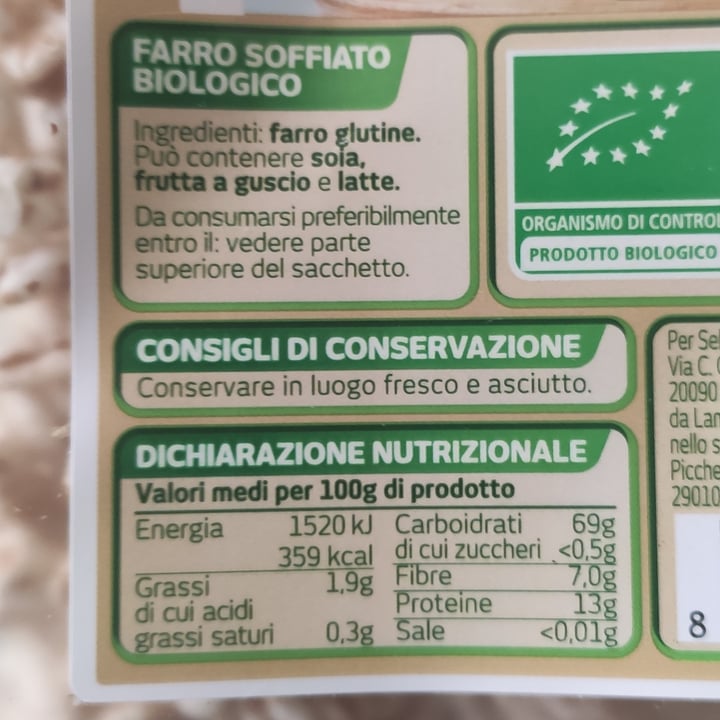 FARRO SOFFIATO
BIOLOGICO
Ingredienti: farro glutine.
Può contenere soia,
frutta a guscio e latte.
Da consumarsi preferibilmente
entro il: vedere parte
superiore del sacchetto.
ORGANISMO DI
PRODOTTO BIOLOGICO
CONSIGLI DI CONSERVAZIONE
Conservare in luogo fresco e asciutto.
DICHIARAZIONE NUTRIZIONALE
Valori medi per 100g di prodotto
Energia 1520 kJ
359 kcal
Grassi 1,9g
di cui acidi
grassi saturi 0,3g
Carboidrati 69g
di cui zuccheri <0,5g
Fibre 7,0g
Proteine 13g
Sale <0,01g
Per
Via C.
20090
da
nello
29010
8